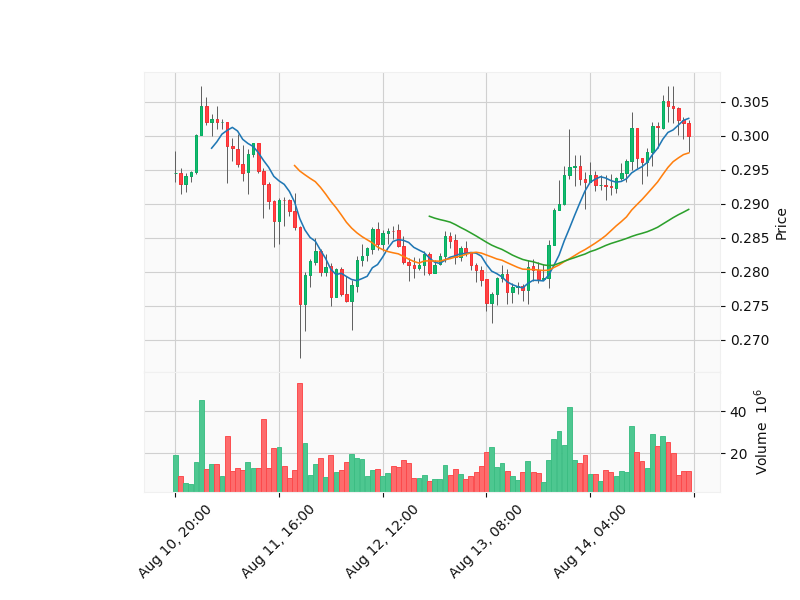 0.305
0.300
0.295
0.290
0.285
0.280
0.275
0.270
Price
40
20
Volume 10⁶
Aug 10, 20:00
Aug 11, 16:00
Aug 12, 12:00
Aug 13, 08:00
Aug 14, 04:00